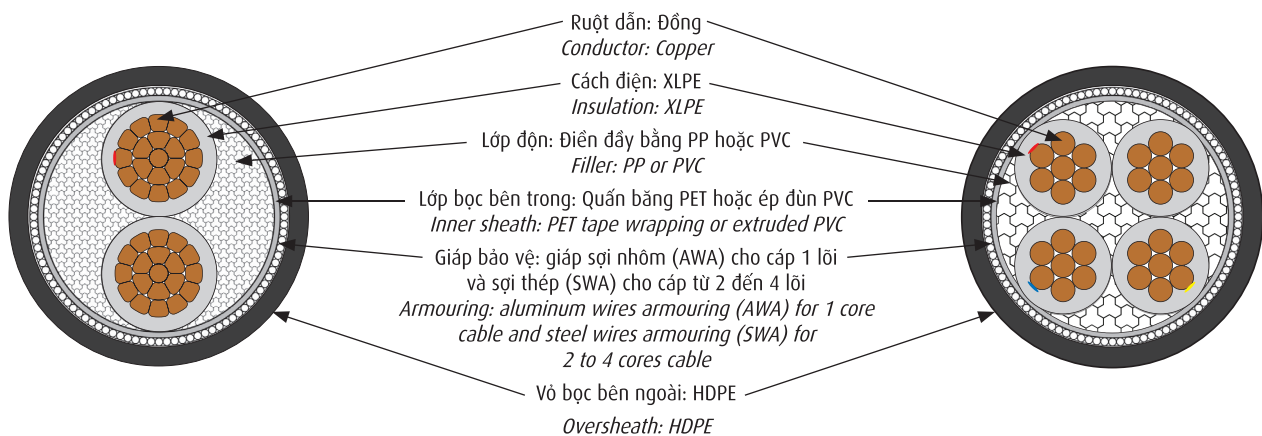 Ruột dẫn: Đồng
Conductor: Copper
Cách điện: XLPE
Insulation: XLPE
Lớp độn: Điền đầy bằng PP hoặc PVC
Filler: PP or PVC
Lớp bọc bên trong: Quấn băng PET hoặc ép đùn PVC
Inner sheath: PET tape wrapping or extruded PVC
Giáp bảo vệ: giáp sợi nhôm (AWA) cho cáp 1 lõi
và sợi thép (SWA) cho cáp từ 2 đến 4 lõi
Armouring: aluminum wires armouring (AWA) for 1 core
cable and steel wires armouring (SWA) for
2 to 4 cores cable
Vỏ bọc bên ngoài: HDPE
Oversheath: HDPE